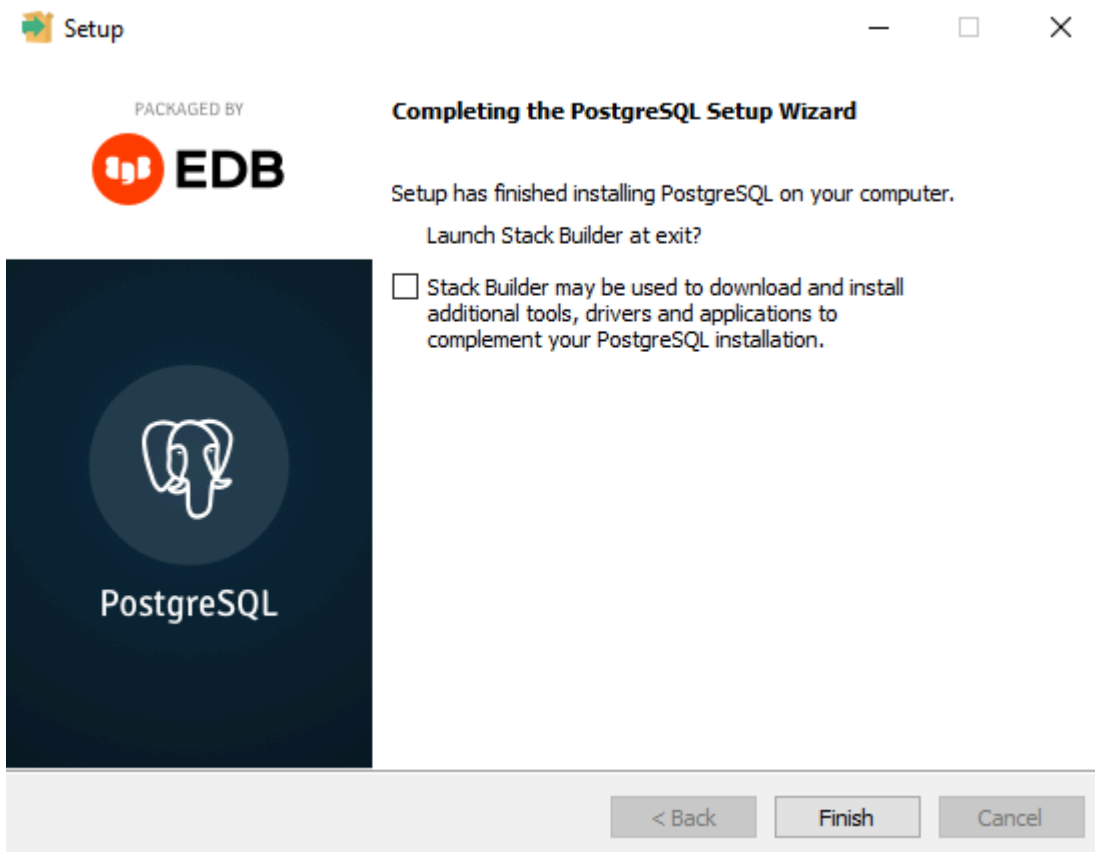 Setup
PACKAGED BY
EDB
Completing the PostgreSQL Setup Wizard
Setup has finished installing PostgreSQL on your computer.
Launch Stack Builder at exit?
Stack Builder may be used to download and install
additional tools, drivers and applications to
complement your PostgreSQL installation.
PostgreSQL
< Back
Finish
Cancel